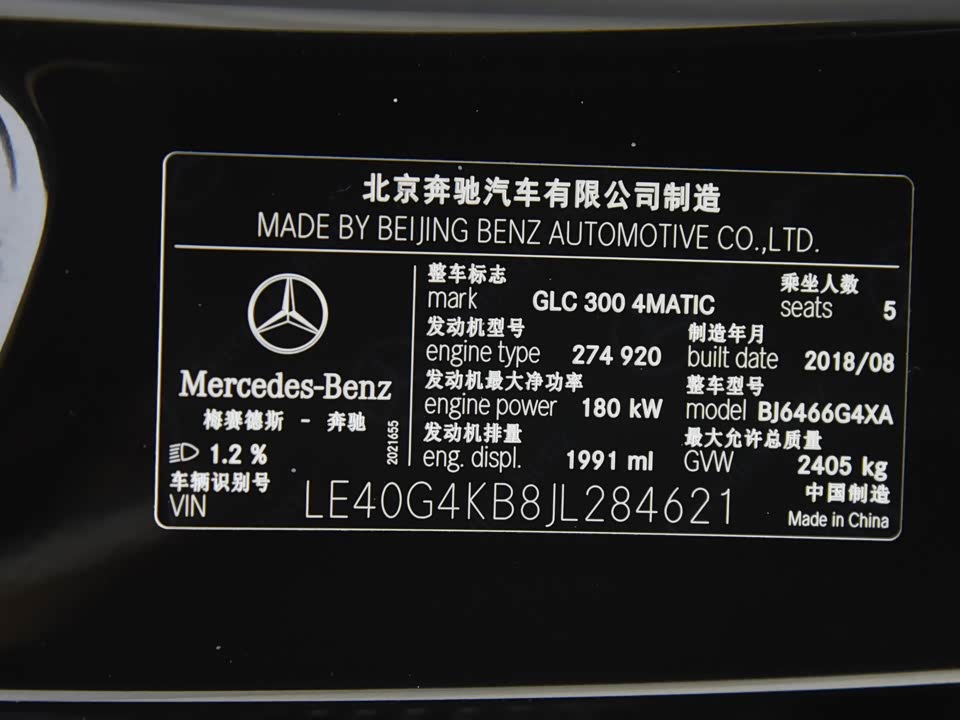 北京奔驰汽车有限公司制造
MADE BY BEIJING BENZ AUTOMOTIVE CO.,LTD.
Mercedes-Benz
梅赛德斯 - 奔驰
1.2 %
2021655
整车标志
mark GLC 300 4MATIC
乘坐人数
seats 5
发动机型号
engine type 274 920
制造年月
built date 2018/08
发动机最大净功率
engine power 180 kW
整车型号
model BJ6466G4XA
发动机排量
eng. displ. 1991 ml
最大允许总质量
GVW 2405 kg
车辆识别号
VIN LE40G4KB8JL284621
中国制造
Made in China